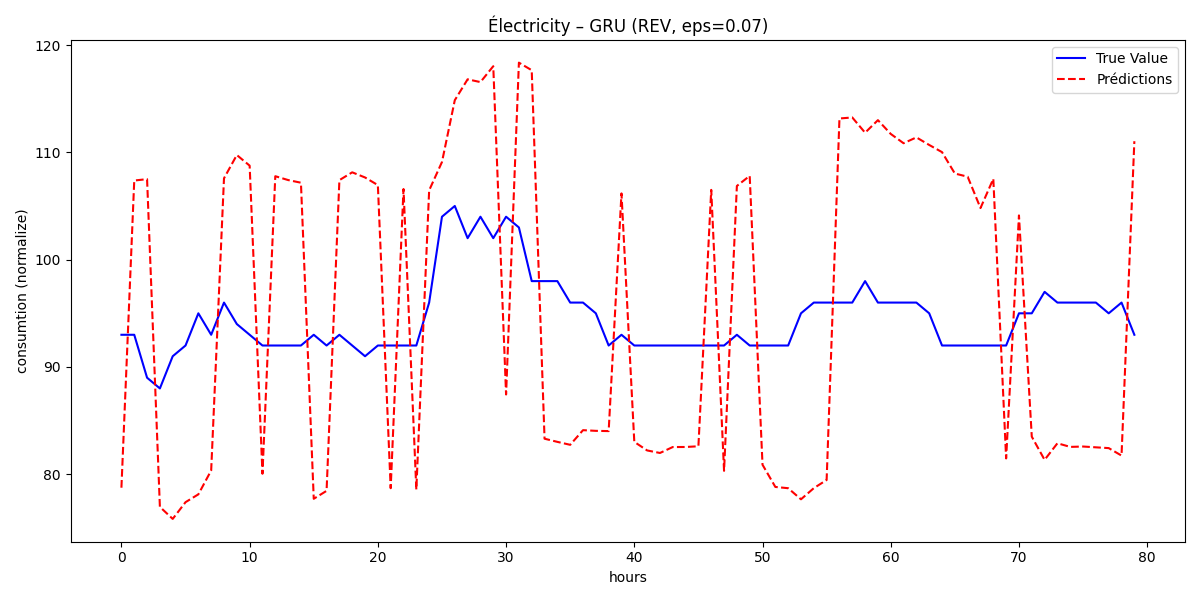 Électricity – GRU (REV, eps=0.07)
True Value
Prédictions
consumtion (normalize)
120
110
100
90
80
0 10 20 30 40 50 60 70 80
hours